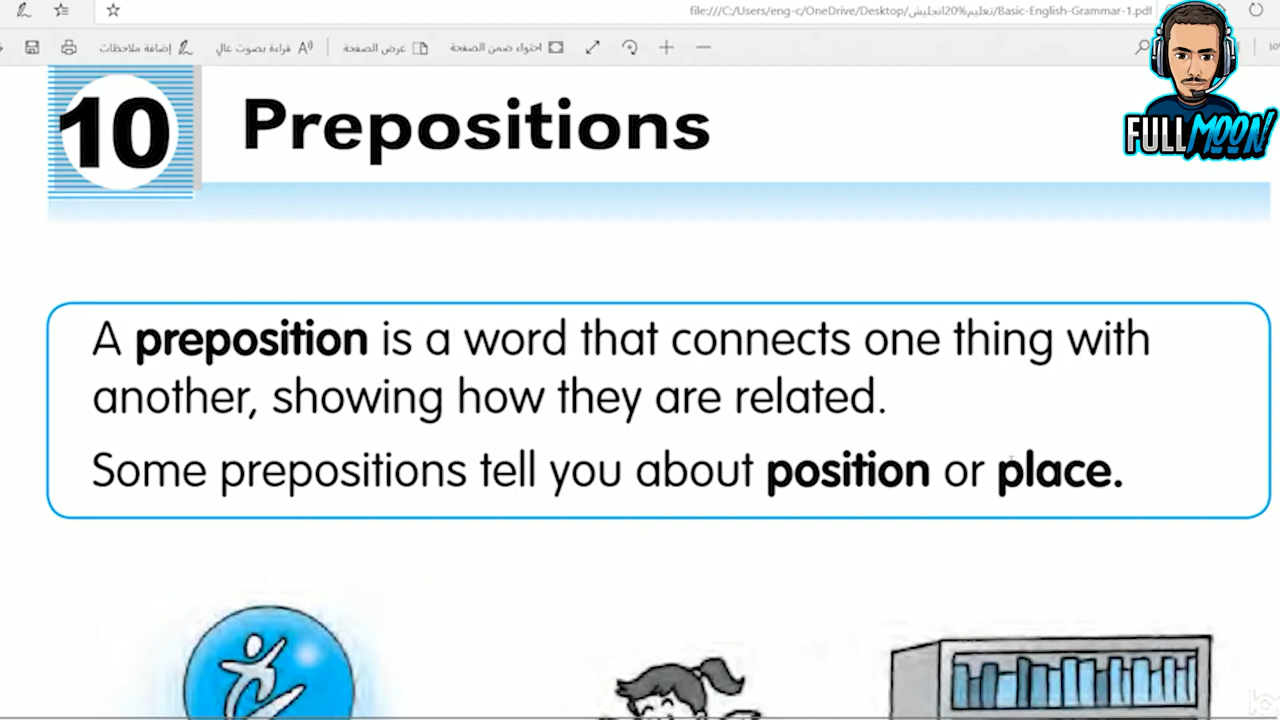 file:///C:/Users/eng-c/OneDrive/Desktop/تعليم%20انجليش/Basic-English-Grammar-1.pdf
إضافة ملاحظات
قراءة بصوت عالٍ
عرض الصفحة
احتواء ضمن الصفحة
FULL MOON
10 Prepositions
A preposition is a word that connects one thing with
another, showing how they are related.
Some prepositions tell you about position or place.